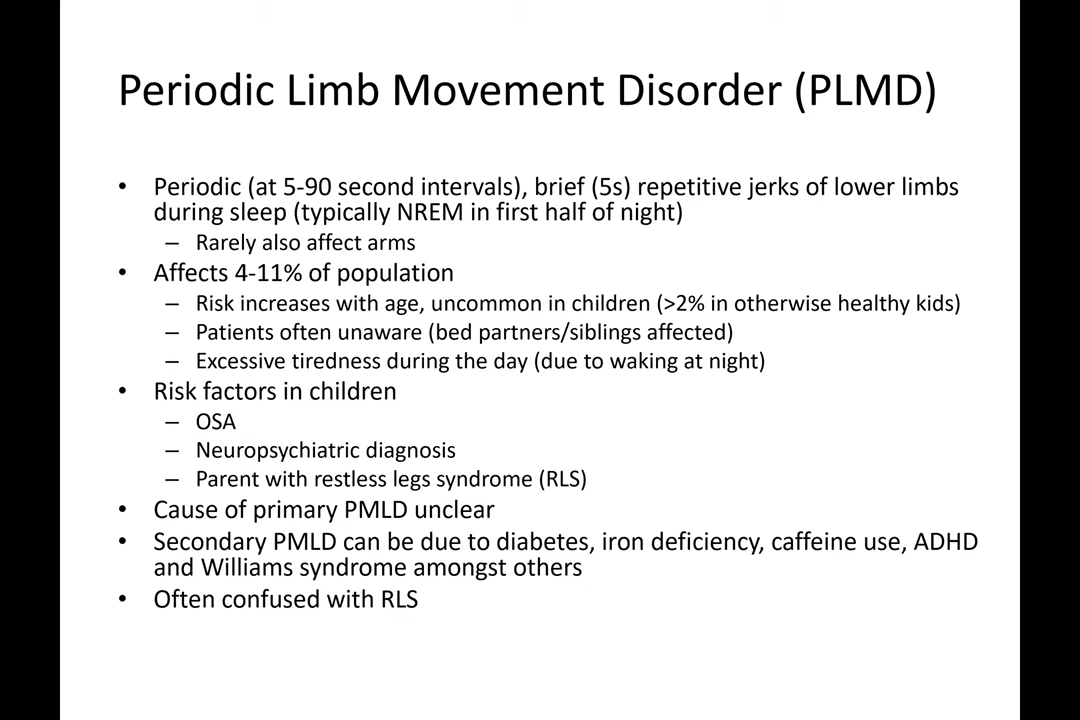 Periodic Limb Movement Disorder (PLMD)
• Periodic (at 5-90 second intervals), brief (5s) repetitive jerks of lower limbs
during sleep (typically NREM in first half of night)
– Rarely also affect arms
• Affects 4-11% of population
– Risk increases with age, uncommon in children (>2% in otherwise healthy kids)
– Patients often unaware (bed partners/siblings affected)
– Excessive tiredness during the day (due to waking at night)
• Risk factors in children
– OSA
– Neuropsychiatric diagnosis
– Parent with restless legs syndrome (RLS)
• Cause of primary PMLD unclear
• Secondary PMLD can be due to diabetes, iron deficiency, caffeine use, ADHD
and Williams syndrome amongst others
• Often confused with RLS